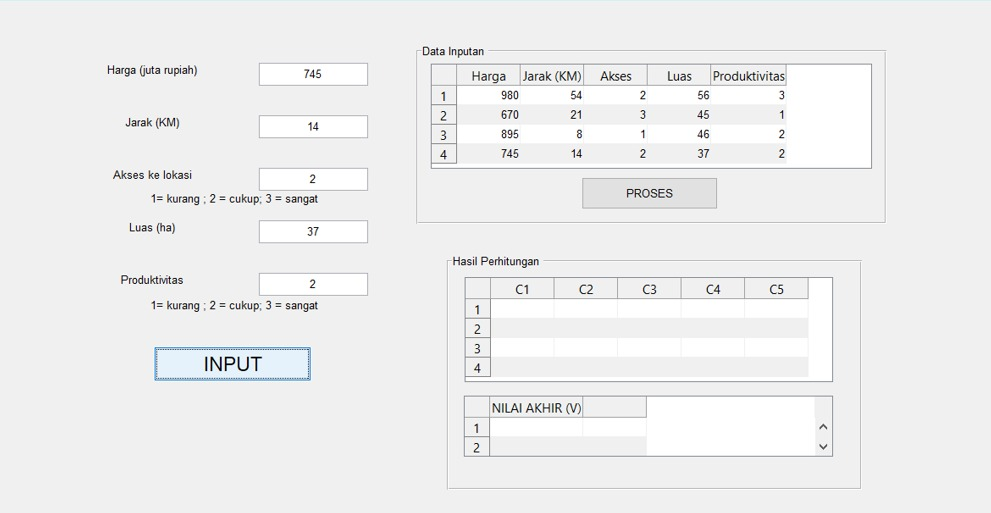 Harga (juta rupiah)
745
Jarak (KM)
14
Akses ke lokasi
2
1= kurang ; 2 = cukup; 3 = sangat
Luas (ha)
37
Produktivitas
2
1= kurang ; 2 = cukup; 3 = sangat
INPUT
Data Inputan
Harga Jarak (KM) Akses Luas Produktivitas
1 980 54 2 56 3
2 670 21 3 45 1
3 895 8 1 46 2
4 745 14 2 37 2
PROSES
Hasil Perhitungan
C1 C2 C3 C4 C5
1
2
3
4
NILAI AKHIR (V)
1
2